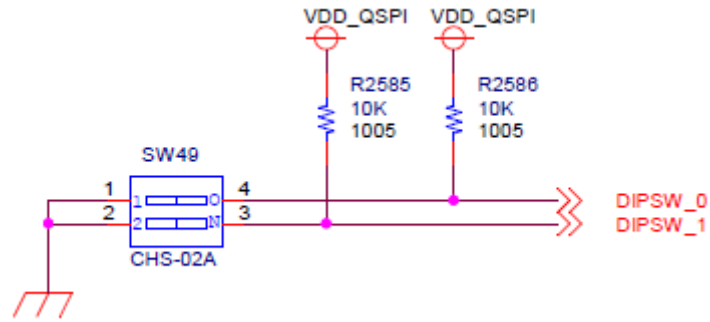 VDD_QSPI VDD_QSPI
R2585 R2586
10K 10K
1005 1005
SW49
1 1 O 4
2 2 N 3
CHS-02A
DIPSW_0
DIPSW_1